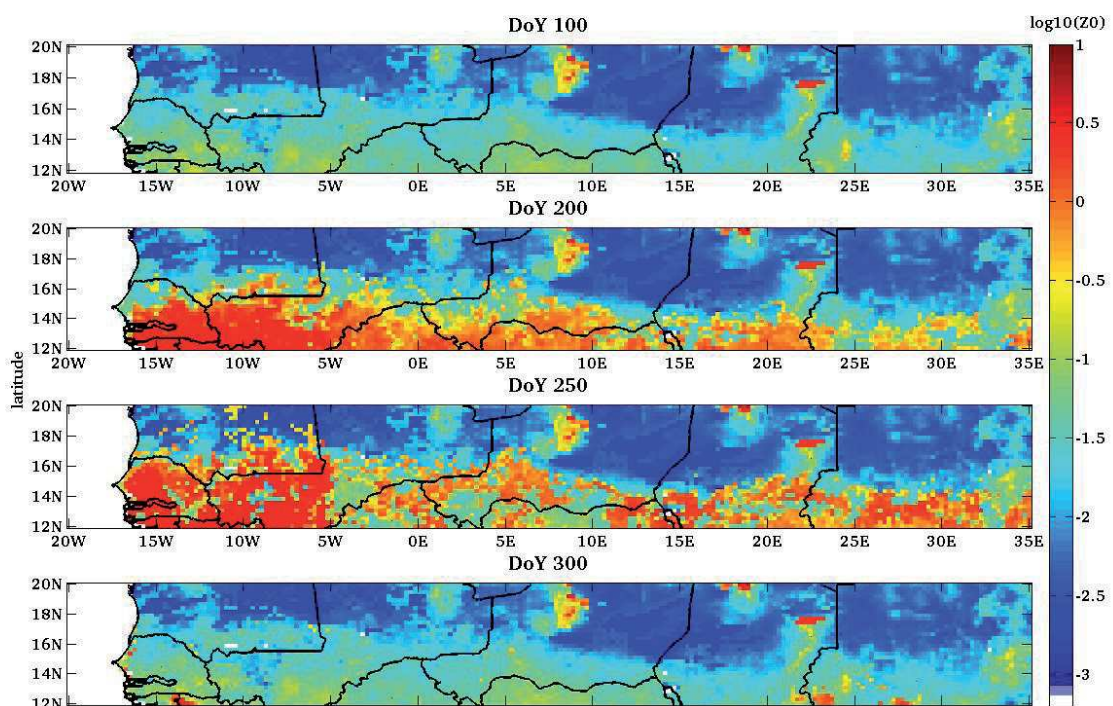 DoY 100
log10(Z0)
20N
18N
16N
14N
12N
20W 15W 10W 5W 0E 5E 10E 15E 20E 25E 30E 35E
DoY 200
20N
18N
16N
14N
12N
20W 15W 10W 5W 0E 5E 10E 15E 20E 25E 30E 35E
latitude
DoY 250
20N
18N
16N
14N
12N
20W 15W 10W 5W 0E 5E 10E 15E 20E 25E 30E 35E
DoY 300
20N
18N
16N
14N
12N
1
0.5
0
-0.5
-1
-1.5
-2
-2.5
-3